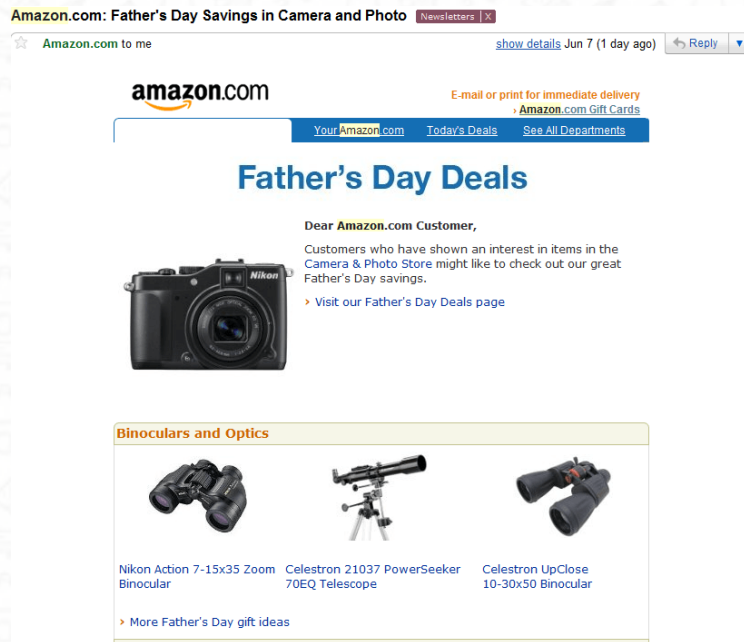 Amazon.com: Father's Day Savings in Camera and Photo Newsletters X
Amazon.com to me show details Jun 7 (1 day ago) Reply
amazon.com
E-mail or print for immediate delivery
› Amazon.com Gift Cards
Your Amazon.com Today's Deals See All Departments
Father's Day Deals
Dear Amazon.com Customer,
Customers who have shown an interest in items in the
Camera & Photo Store might like to check out our great
Father's Day savings.
› Visit our Father's Day Deals page
Nikon
Binoculars and Optics
Nikon Action 7-15x35 Zoom
Binocular
Celestron 21037 PowerSeeker
70EQ Telescope
Celestron UpClose
10-30x50 Binocular
› More Father's Day gift ideas